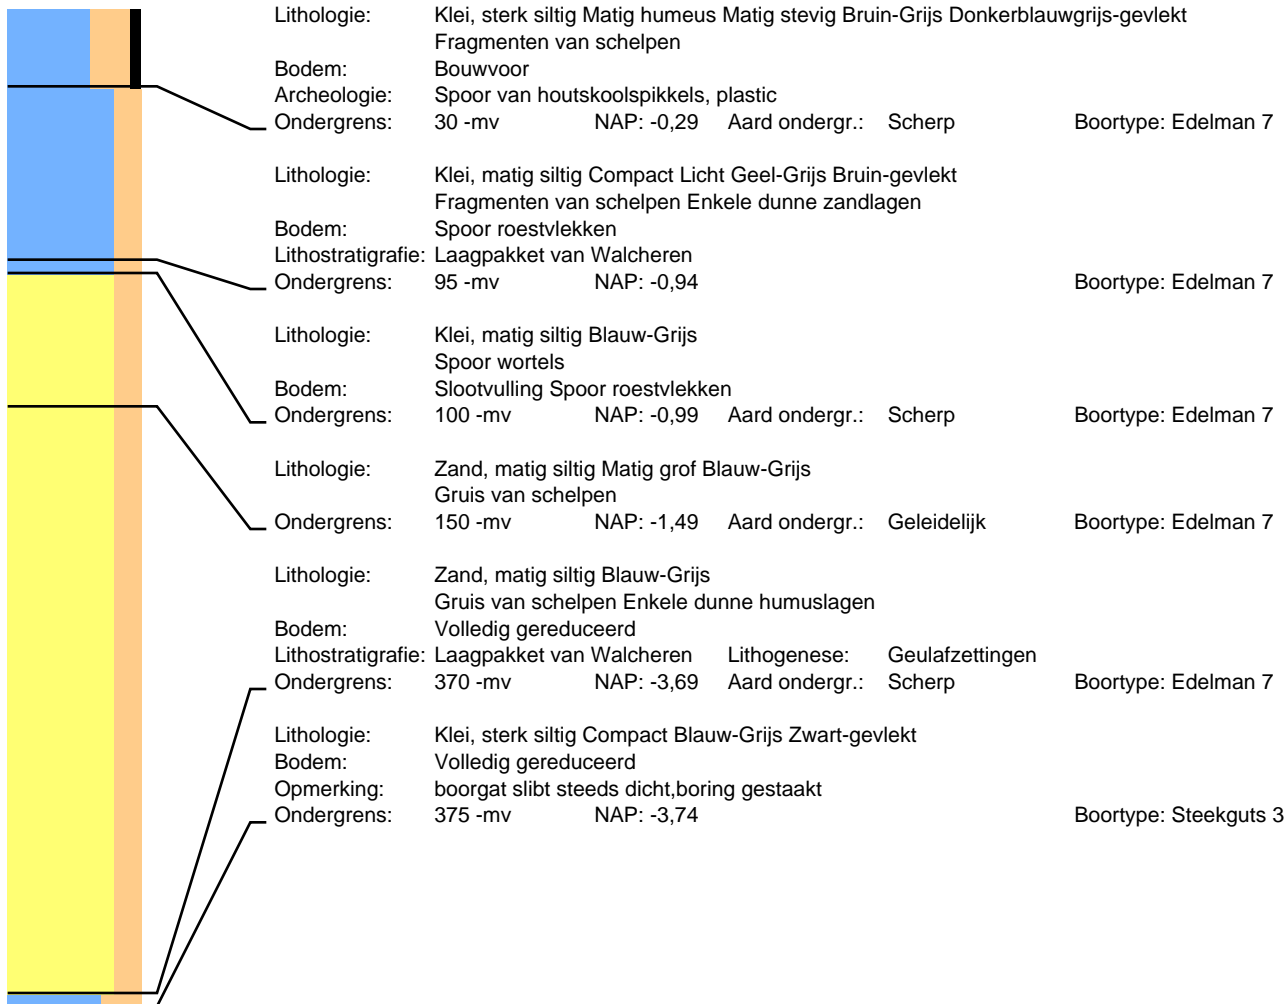 Lithologie: Klei, sterk siltig Matig humeus Matig stevig Bruin-Grijs Donkerblauwgrijs-gevlekt
Fragmenten van schelpen
Bodem: Bouwvoor
Archeologie: Spoor van houtskoolspikkels, plastic
Ondergrens: 30 -mv NAP: -0,29 Aard ondergr.: Scherp Boortype: Edelman 7
Lithologie: Klei, matig siltig Compact Licht Geel-Grijs Bruin-gevlekt
Fragmenten van schelpen Enkele dunne zandlagen
Bodem: Spoor roestvlekken
Lithostratigrafie: Laagpakket van Walcheren
Ondergrens: 95 -mv NAP: -0,94 Boortype: Edelman 7
Lithologie: Klei, matig siltig Blauw-Grijs
Spoor wortels
Bodem: Slootvulling Spoor roestvlekken
Ondergrens: 100 -mv NAP: -0,99 Aard ondergr.: Scherp Boortype: Edelman 7
Lithologie: Zand, matig siltig Matig grof Blauw-Grijs
Gruis van schelpen
Ondergrens: 150 -mv NAP: -1,49 Aard ondergr.: Geleidelijk Boortype: Edelman 7
Lithologie: Zand, matig siltig Blauw-Grijs
Gruis van schelpen Enkele dunne humuslagen
Bodem: Volledig gereduceerd
Lithostratigrafie: Laagpakket van Walcheren Lithogenese: Geulafzettingen
Ondergrens: 370 -mv NAP: -3,69 Aard ondergr.: Scherp Boortype: Edelman 7
Lithologie: Klei, sterk siltig Compact Blauw-Grijs Zwart-gevlekt
Bodem: Volledig gereduceerd
Opmerking: boorgat slibt steeds dicht,boring gestaakt
Ondergrens: 375 -mv NAP: -3,74 Boortype: Steekguts 3